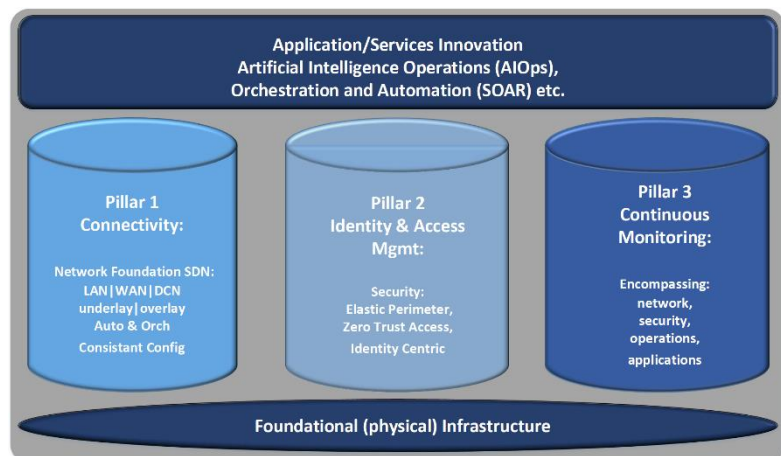 Application/Services Innovation
Artificial Intelligence Operations (AIOps),
Orchestration and Automation (SOAR) etc.
Pillar 1
Connectivity:
Network Foundation SDN:
LAN|WAN|DCN
underlay|overlay
Auto & Orch
Consistant Config
Pillar 2
Identity & Access
Mgmt:
Security:
Elastic Perimeter,
Zero Trust Access,
Identity Centric
Pillar 3
Continuous
Monitoring:
Encompassing:
network,
security,
operations,
applications
Foundational (physical) Infrastructure